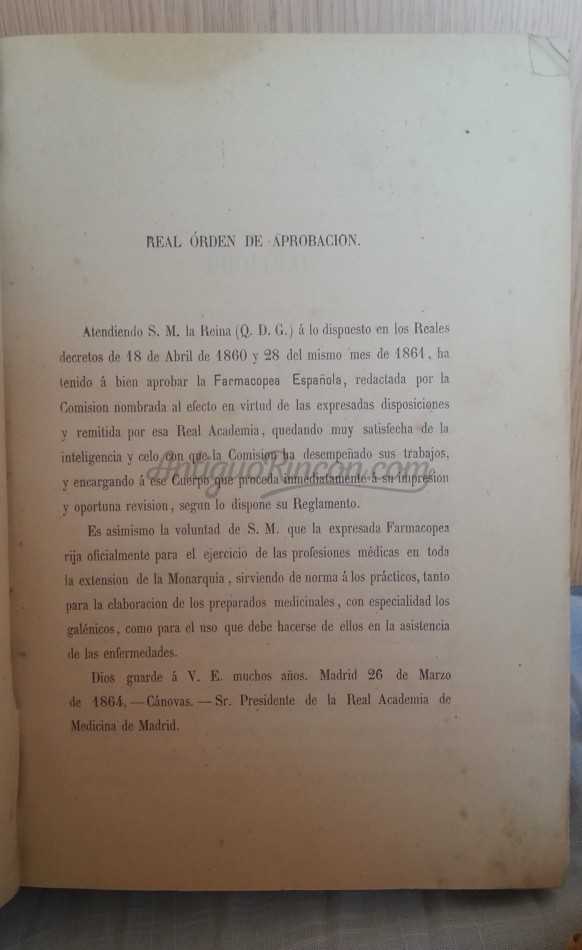 REAL ÓRDEN DE APROBACION.
Atendiendo S. M. la Reina (Q. D. G.) á lo dispuesto en los Reales
decretos de 18 de Abril de 1860 y 28 del mismo mes de 1861, ha
tenido á bien aprobar la Farmacopea Española, redactada por la
Comision nombrada al efecto en virtud de las expresadas disposiciones
y remitida por esa Real Academia, quedando muy satisfecha de la
inteligencia y celo con que la Comision ha desempeñado sus trabajos,
AntiguoRincon.com
y encargando á ese Cuerpo que proceda inmediatamente á su impresion
y oportuna revision, segun lo dispone su Reglamento.
Es asimismo la voluntad de S. M. que la expresada Farmacopea
rija oficialmente para el ejercicio de las profesiones médicas en toda
la extension de la Monarquia, sirviendo de norma á los prácticos, tanto
para la elaboracion de los preparados medicinales, con especialidad los
galénicos, como para el uso que debe hacerse de ellos en la asistencia
de las enfermedades.
Dios guarde á V. E. muchos años. Madrid 26 de Marzo
de 1864.—Cánovas.—Sr. Presidente de la Real Academia de
Medicina de Madrid.